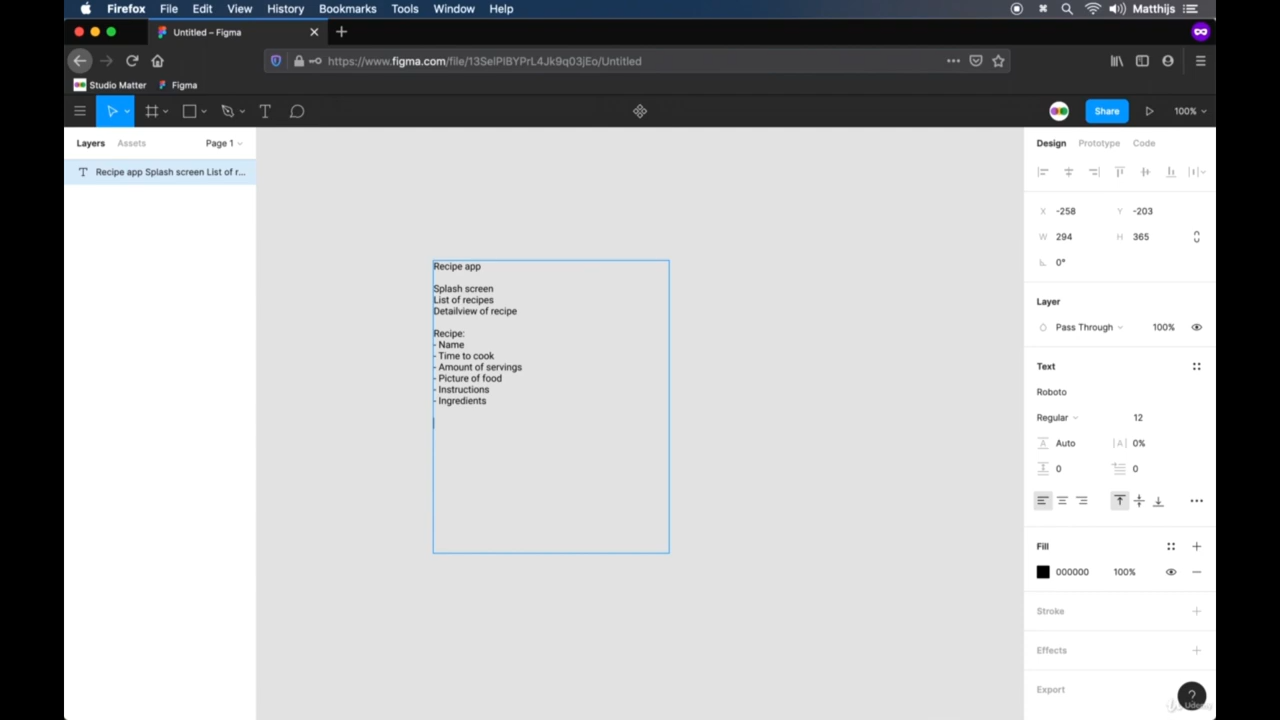 Firefox File Edit View History Bookmarks Tools Window Help Matthijs
Untitled – Figma
https://www.figma.com/file/13SelPIBYPrL4Jk9q03jEo/Untitled
Studio Matter Figma
Share 100%
Layers Assets Page 1
Design Prototype Code
Recipe app Splash screen List of r...
X -258 Y -203
W 294 H 365
0°
Layer
Pass Through 100%
Text
Roboto
Regular 12
Auto 0%
0 0
Fill
000000 100%
Stroke
Effects
Export
Recipe app
Splash screen
List of recipes
Detailview of recipe
Recipe:
- Name
- Time to cook
- Amount of servings
- Picture of food
- Instructions
- Ingredients
?
Udemy